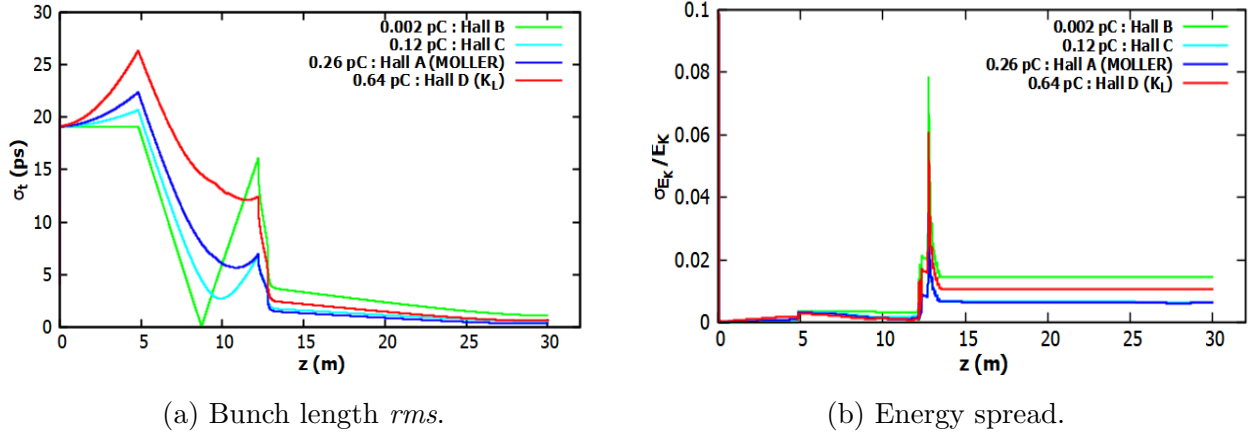 30
25
20
15
10
5
0
σt (ps)
0.002 pC : Hall B
0.12 pC : Hall C
0.26 pC : Hall A (MOLLER)
0.64 pC : Hall D (KL)
0 5 10 15 20 25 30
z (m)
(a) Bunch length rms.
0.1
0.08
0.06
0.04
0.02
0
σEK/EK
0.002 pC : Hall B
0.12 pC : Hall C
0.26 pC : Hall A (MOLLER)
0.64 pC : Hall D (KL)
0 5 10 15 20 25 30
z (m)
(b) Energy spread.